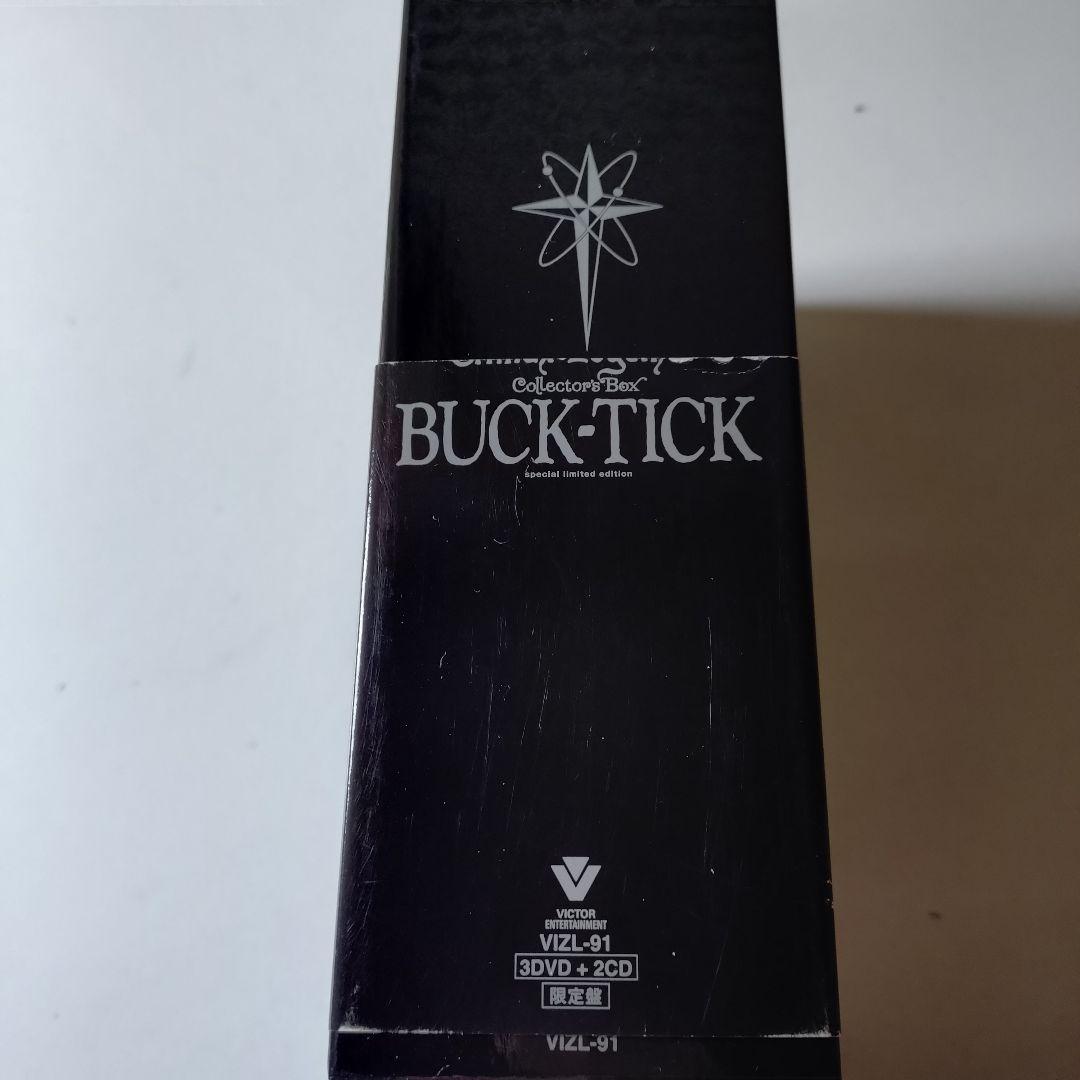 Collector's Box
BUCK-TICK
special limited edition
VICTOR
ENTERTAINMENT
VIZL-91
3DVD + 2CD
限定盤
VIZL-91